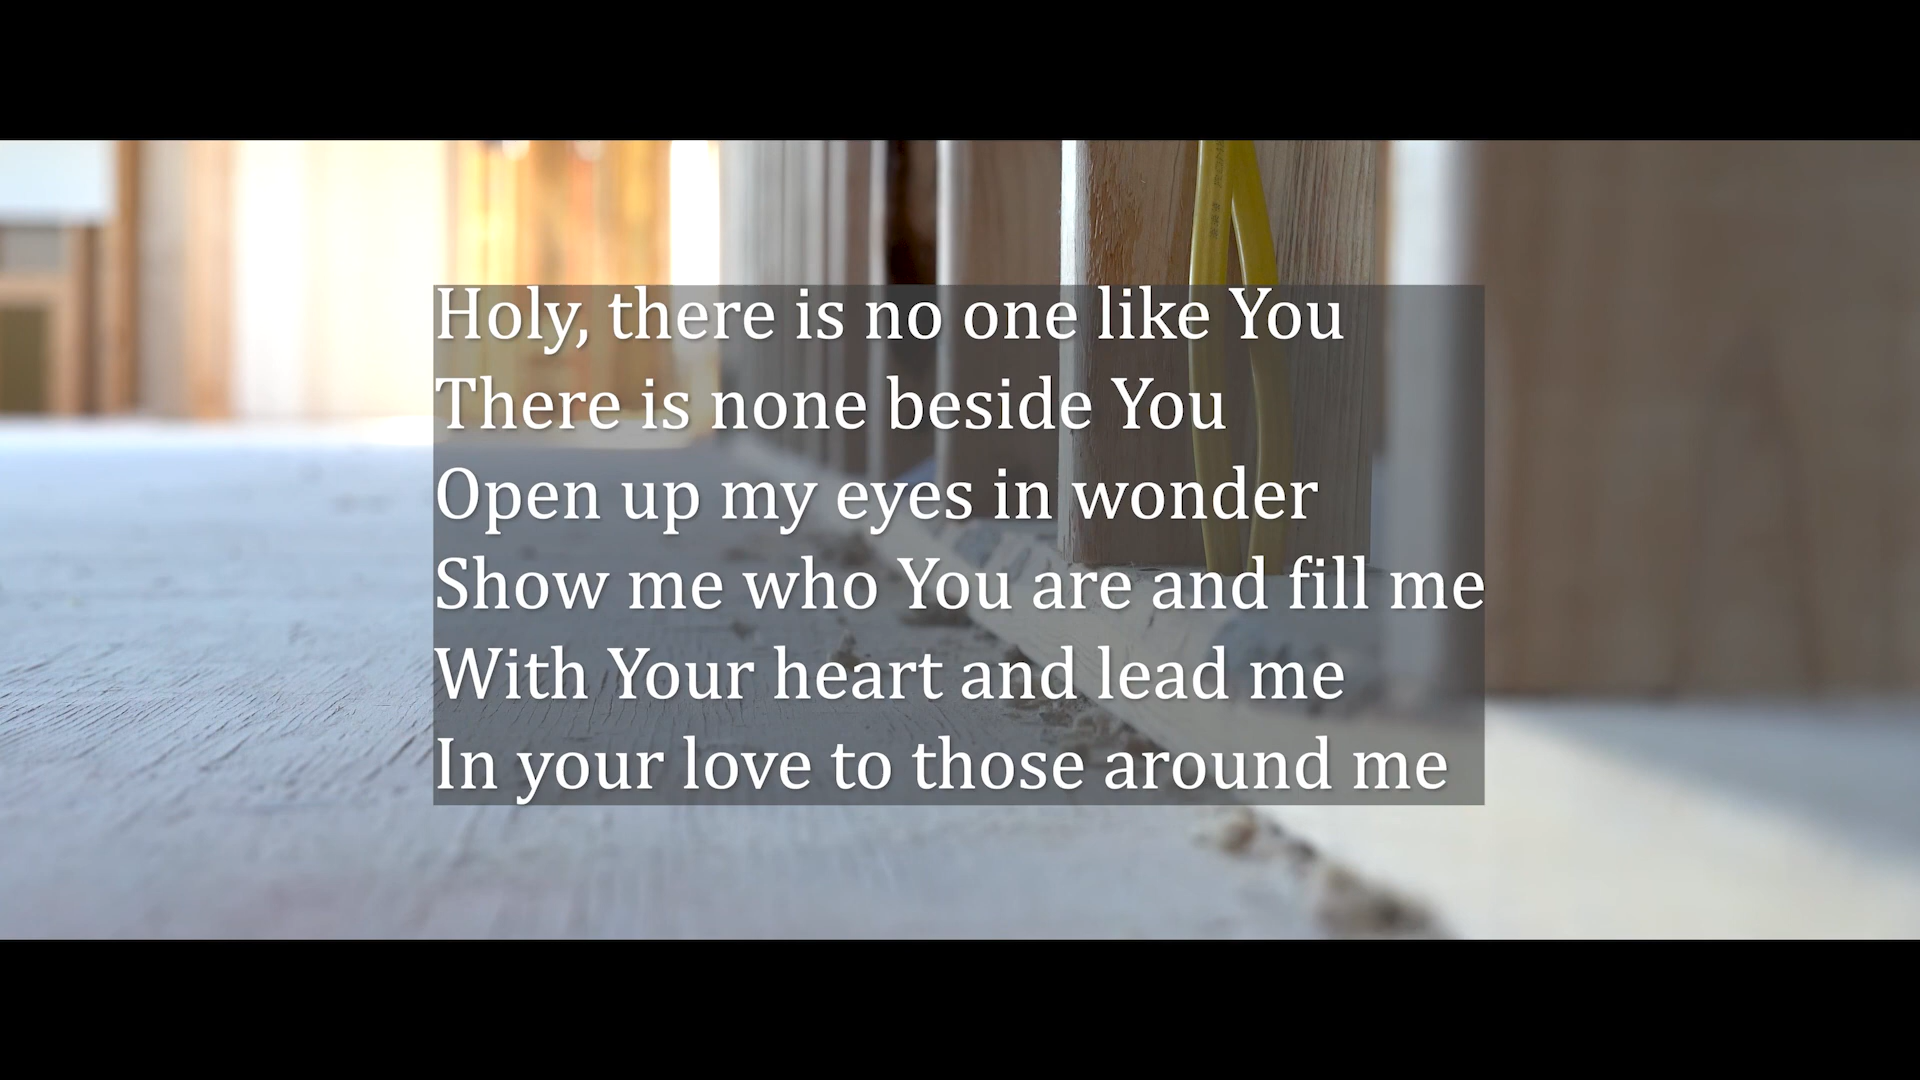 Holy, there is no one like You
There is none beside You
Open up my eyes in wonder
Show me who You are and fill me
With Your heart and lead me
In your love to those around me